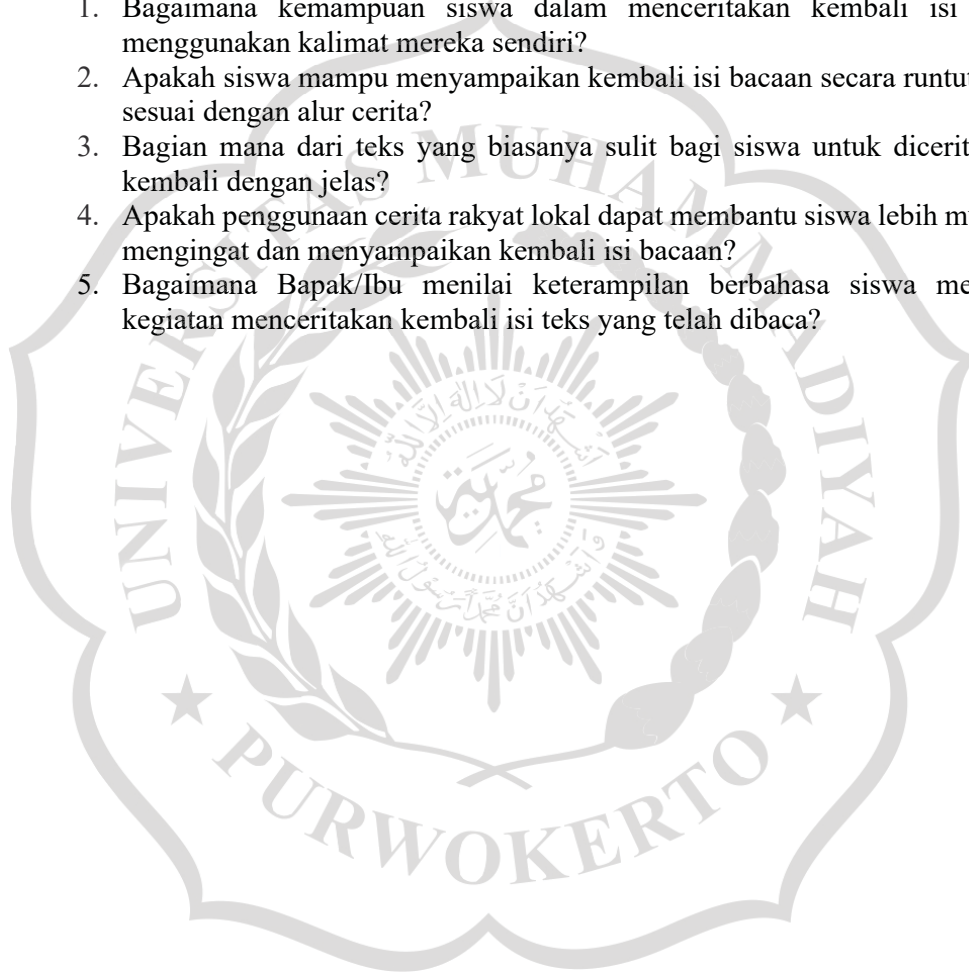 1. Bagaimana kemampuan siswa dalam menceritakan kembali isi
menggunakan kalimat mereka sendiri?
2. Apakah siswa mampu menyampaikan kembali isi bacaan secara runtut
sesuai dengan alur cerita?
3. Bagian mana dari teks yang biasanya sulit bagi siswa untuk dicerit
kembali dengan jelas?
4. Apakah penggunaan cerita rakyat lokal dapat membantu siswa lebih m
mengingat dan menyampaikan kembali isi bacaan?
5. Bagaimana Bapak/Ibu menilai keterampilan berbahasa siswa me
kegiatan menceritakan kembali isi teks yang telah dibaca?
UNIVERSITAS MUHAMMADIYAH
PURWOKERTO